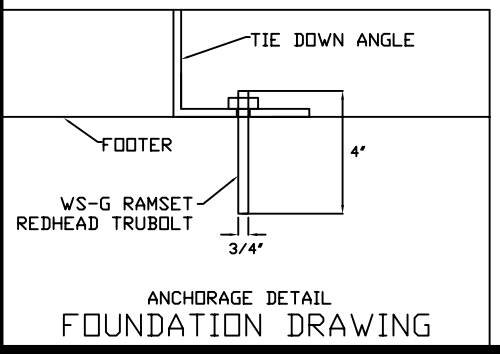 TIE DOWN ANGLE
FOOTER
4"
WS-G RAMSET
REDHEAD TRUBOLT
3/4"
ANCHORAGE DETAIL
FOUNDATION DRAWING